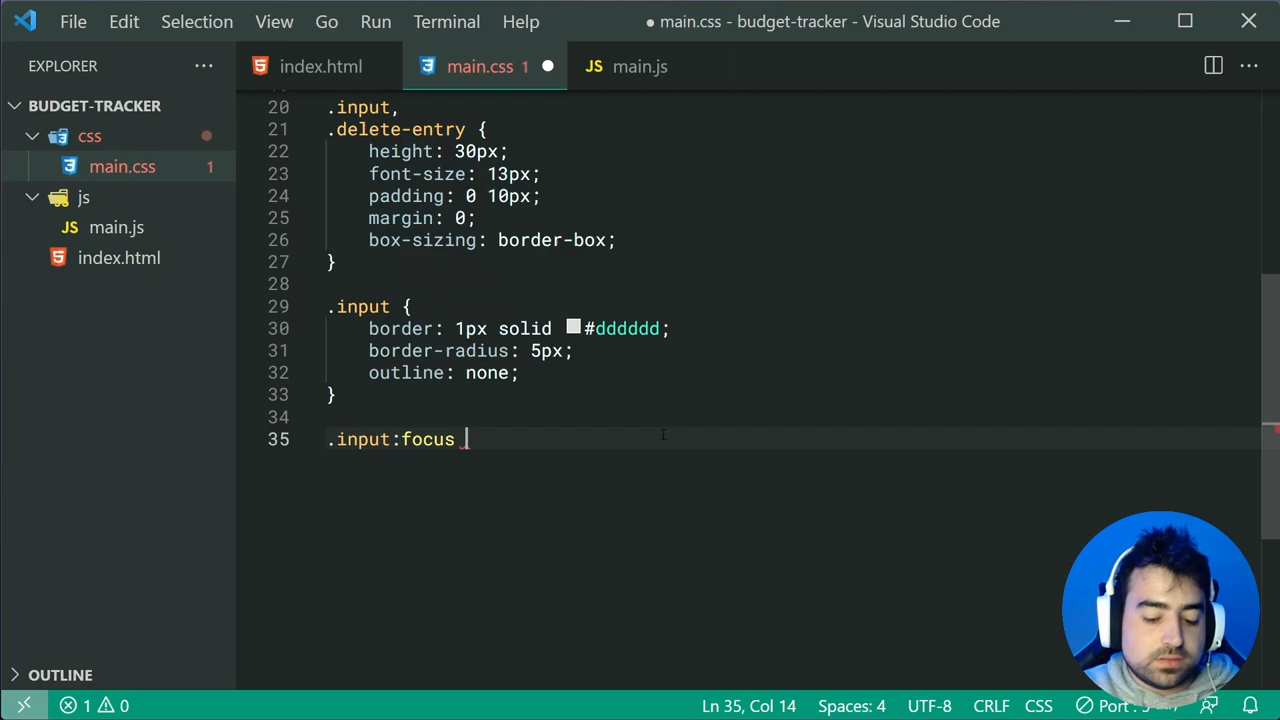 File Edit Selection View Go Run Terminal Help
● main.css - budget-tracker - Visual Studio Code
EXPLORER
index.html
main.css 1
JS main.js
BUDGET-TRACKER
css
main.css 1
js
JS main.js
index.html
OUTLINE
20 .input,
21 .delete-entry {
22 height: 30px;
23 font-size: 13px;
24 padding: 0 10px;
25 margin: 0;
26 box-sizing: border-box;
27 }
28
29 .input {
30 border: 1px solid #dddddd;
31 border-radius: 5px;
32 outline: none;
33 }
34
35 .input:focus
1 0
Ln 35, Col 14 Spaces: 4 UTF-8 CRLF CSS Port :